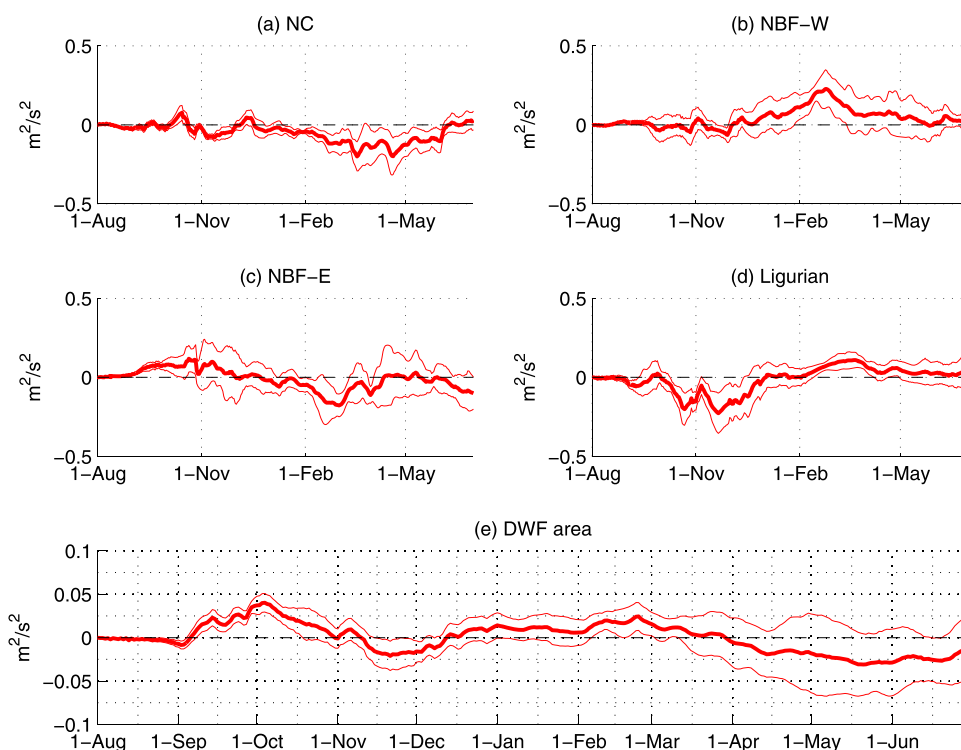 (a) NC
(b) NBF−W
0.5
0
−0.5
m²/s²
1−Aug 1−Nov 1−Feb 1−May
0.5
0
−0.5
m²/s²
1−Aug 1−Nov 1−Feb 1−May
(c) NBF−E
(d) Ligurian
0.5
0
−0.5
m²/s²
1−Aug 1−Nov 1−Feb 1−May
0.5
0
−0.5
m²/s²
1−Aug 1−Nov 1−Feb 1−May
(e) DWF area
0.1
0.05
0
−0.05
−0.1
m²/s²
1−Aug 1−Sep 1−Oct 1−Nov 1−Dec 1−Jan 1−Feb 1−Mar 1−Apr 1−May 1−Jun